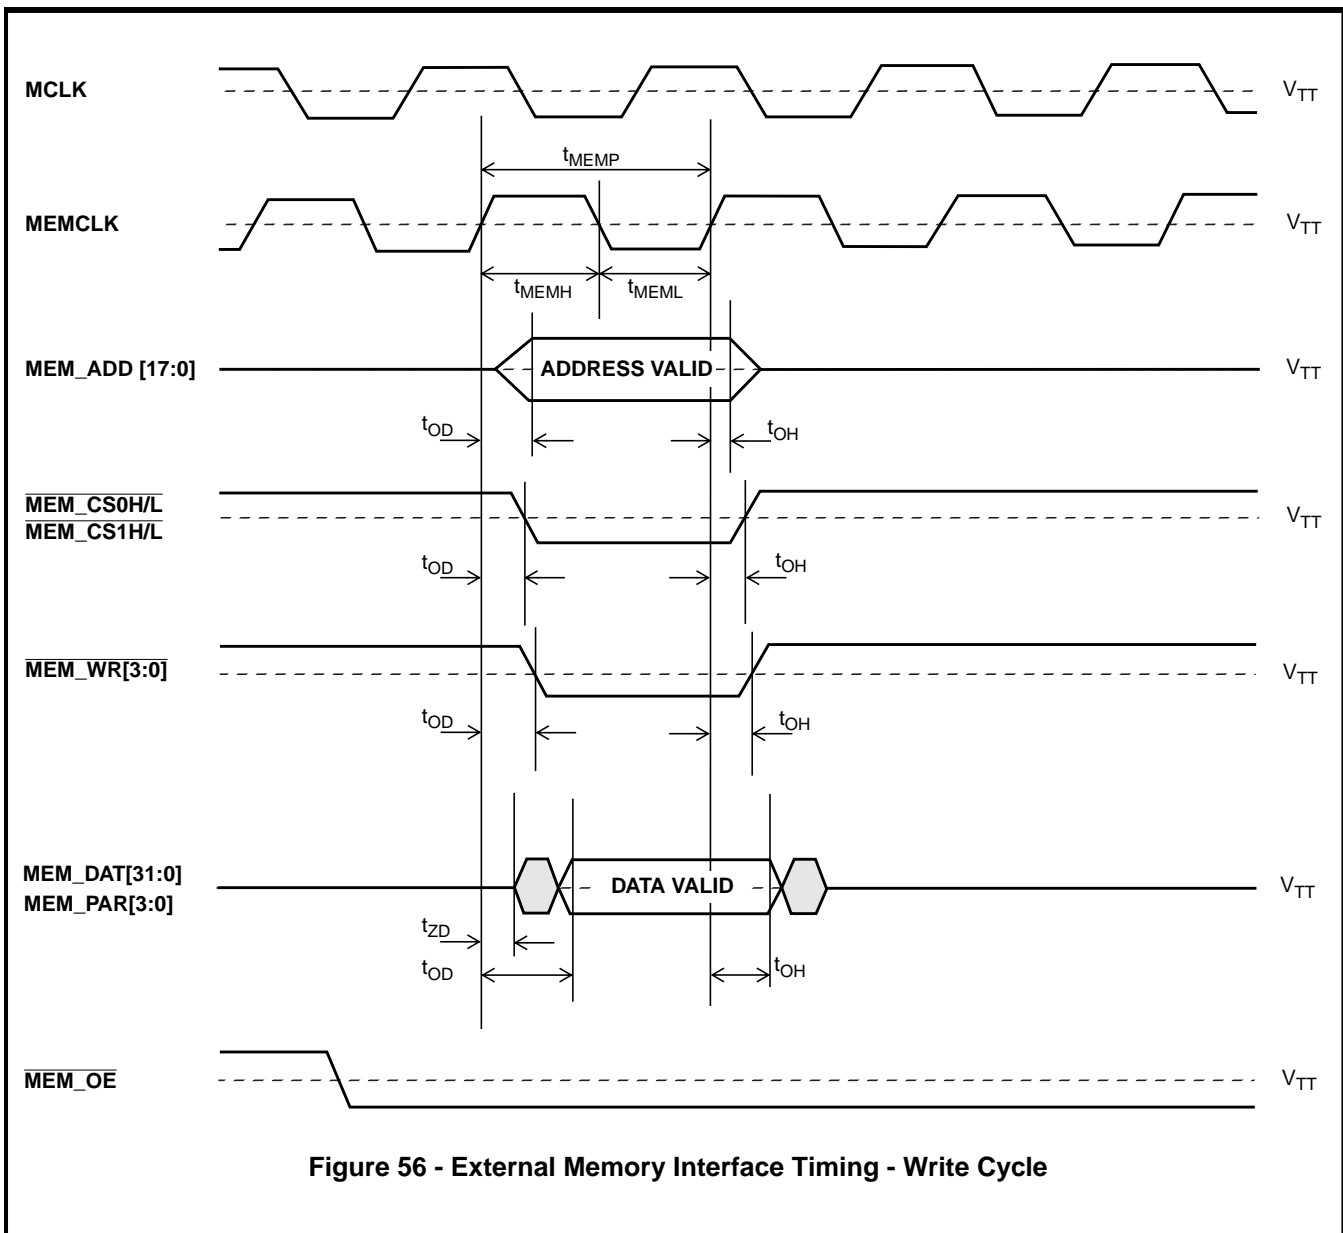 MCLK
VTT
tMEMP
MEMCLK
VTT
tMEMH
tMEML
MEM_ADD [17:0]
ADDRESS VALID
VTT
tOD
tOH
MEM_CS0H/L
MEM_CS1H/L
VTT
tOD
tOH
MEM_WR[3:0]
VTT
tOD
tOH
MEM_DAT[31:0]
MEM_PAR[3:0]
DATA VALID
VTT
tZD
tOD
tOH
MEM_OE
VTT
Figure 56 - External Memory Interface Timing - Write Cycle